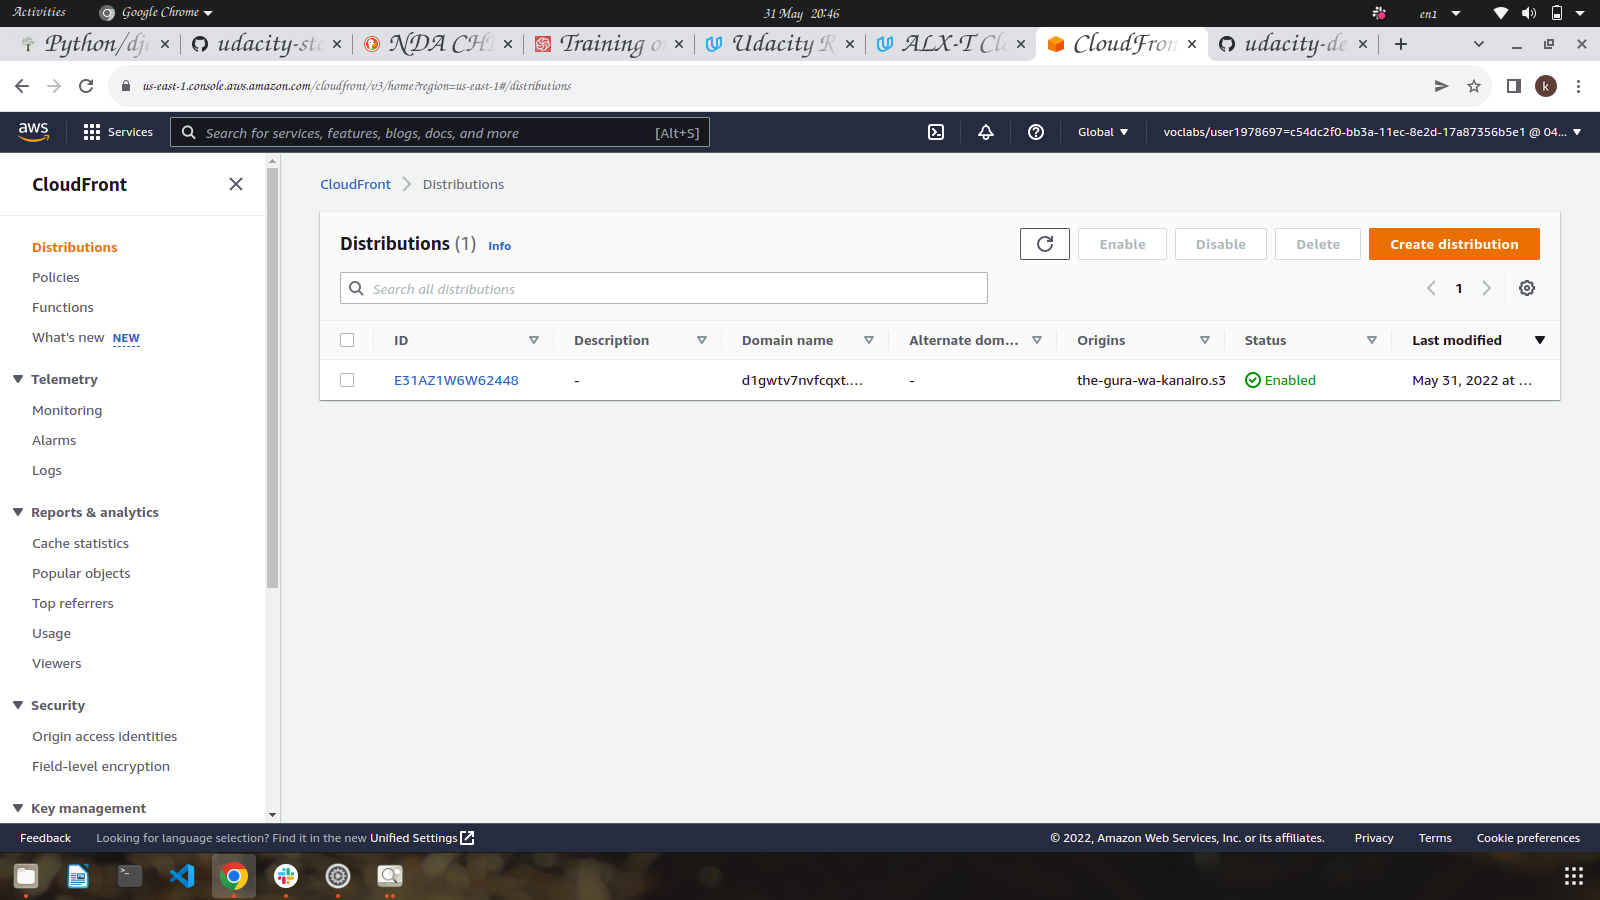 Activities
Google Chrome
31 May 20:46
en1
Python/djo
udacity-sta
NDA CHI
Training or
Udacity R
ALX-T Clo
CloudFron
udacity-de
us-east-1.console.aws.amazon.com/cloudfront/v3/home?region=us-east-1#/distributions
k
aws
Services
Search for services, features, blogs, docs, and more
[Alt+S]
Global
voclabs/user1978697=c54dc2f0-bb3a-11ec-8e2d-17a87356b5e1 @ 04...
CloudFront
Distributions
Policies
Functions
What's new NEW
Telemetry
Monitoring
Alarms
Logs
Reports & analytics
Cache statistics
Popular objects
Top referrers
Usage
Viewers
Security
Origin access identities
Field-level encryption
Key management
CloudFront
Distributions
Distributions (1) Info
Enable
Disable
Delete
Create distribution
Search all distributions
1
ID Description Domain name Alternate dom... Origins Status Last modified
E31AZ1W6W62448 - d1gwtv7nvfcqxt.... - the-gura-wa-kanairo.s3 Enabled May 31, 2022 at ...
Feedback
Looking for language selection? Find it in the new Unified Settings
© 2022, Amazon Web Services, Inc. or its affiliates.
Privacy
Terms
Cookie preferences